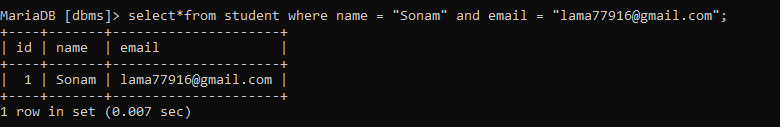 MariaDB [dbms]> select*from student where name = "Sonam" and email = "lama77916@gmail.com";
+----+-------+---------------------+
| id | name  | email               |
+----+-------+---------------------+
|  1 | Sonam | lama77916@gmail.com |
+----+-------+---------------------+
1 row in set (0.007 sec)